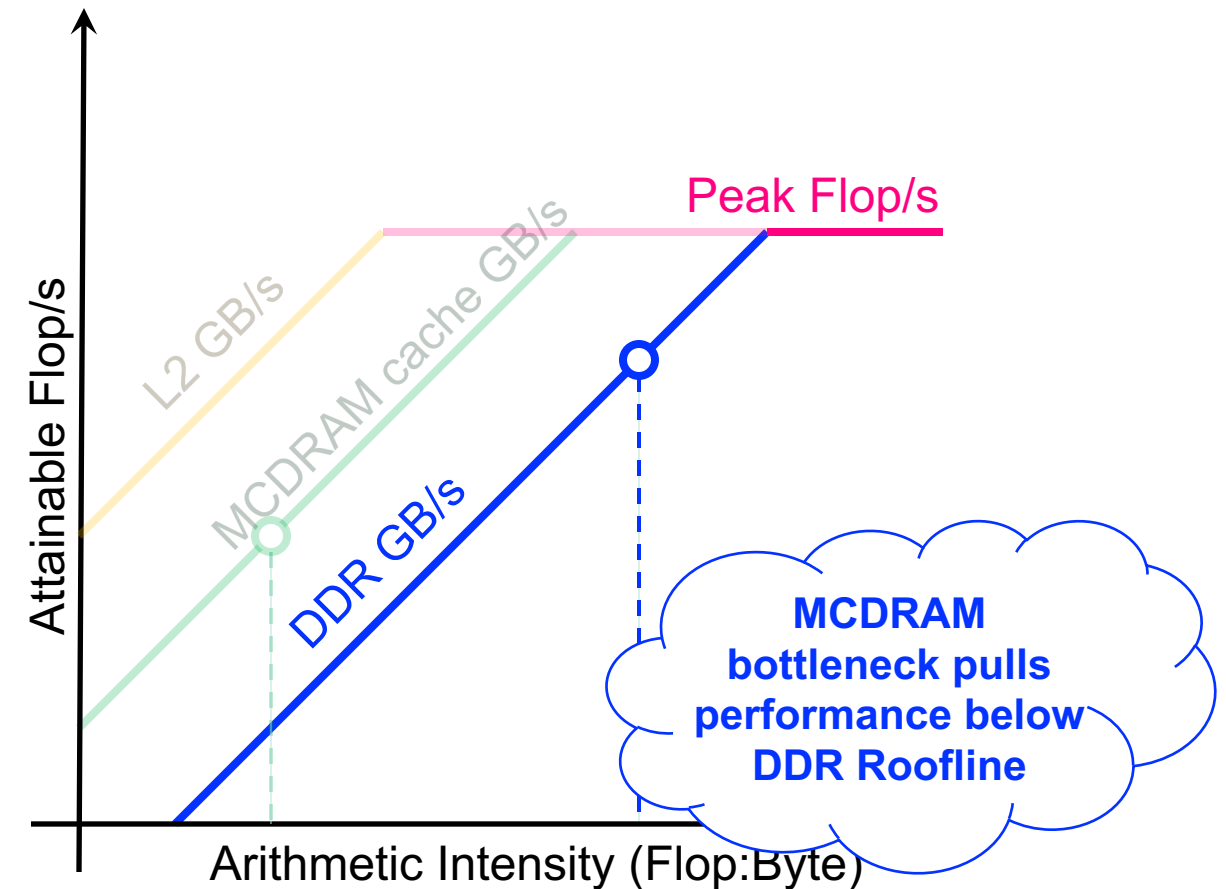 Peak Flop/s
L2 GB/s
MCDRAM cache GB/s
DDR GB/s
Attainable Flop/s
MCDRAM
bottleneck pulls
performance below
DDR Roofline
Arithmetic Intensity (Flop:Byte)